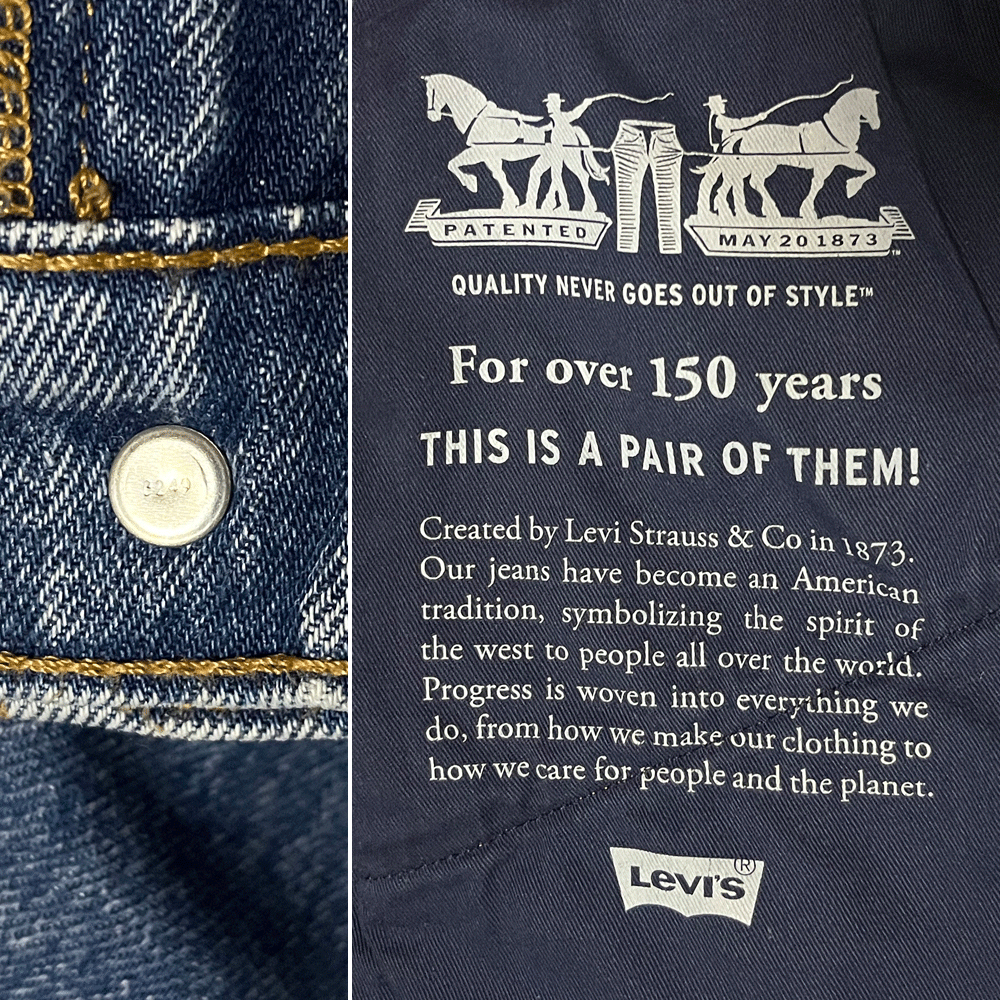 3249
PATENTED
MAY 20 1873
™
QUALITY NEVER GOES OUT OF STYLE™
For over 150 years
THIS IS A PAIR OF THEM!
Created by Levi Strauss & Co in 1873.
Our jeans have become an American
tradition, symbolizing the spirit of
the west to people all over the world.
Progress is woven into everything we
do, from how we make our clothing to
how we care for people and the planet.
LEVI'S ®